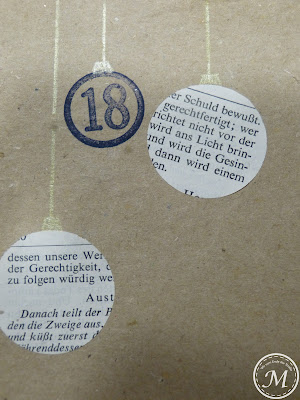 18
er Schuld bewußt.
gerechtfertigt; wer
richtet nicht vor der
wird ans Licht brin-
und wird die Gesin-
d dann wird einem
den.
dessen unsere Wer
der Gerechtigkeit,
zu folgen würdig we
Aust
Danach teilt der P
den die Zweige aus,
und küßt zuerst d
währenddesse
M